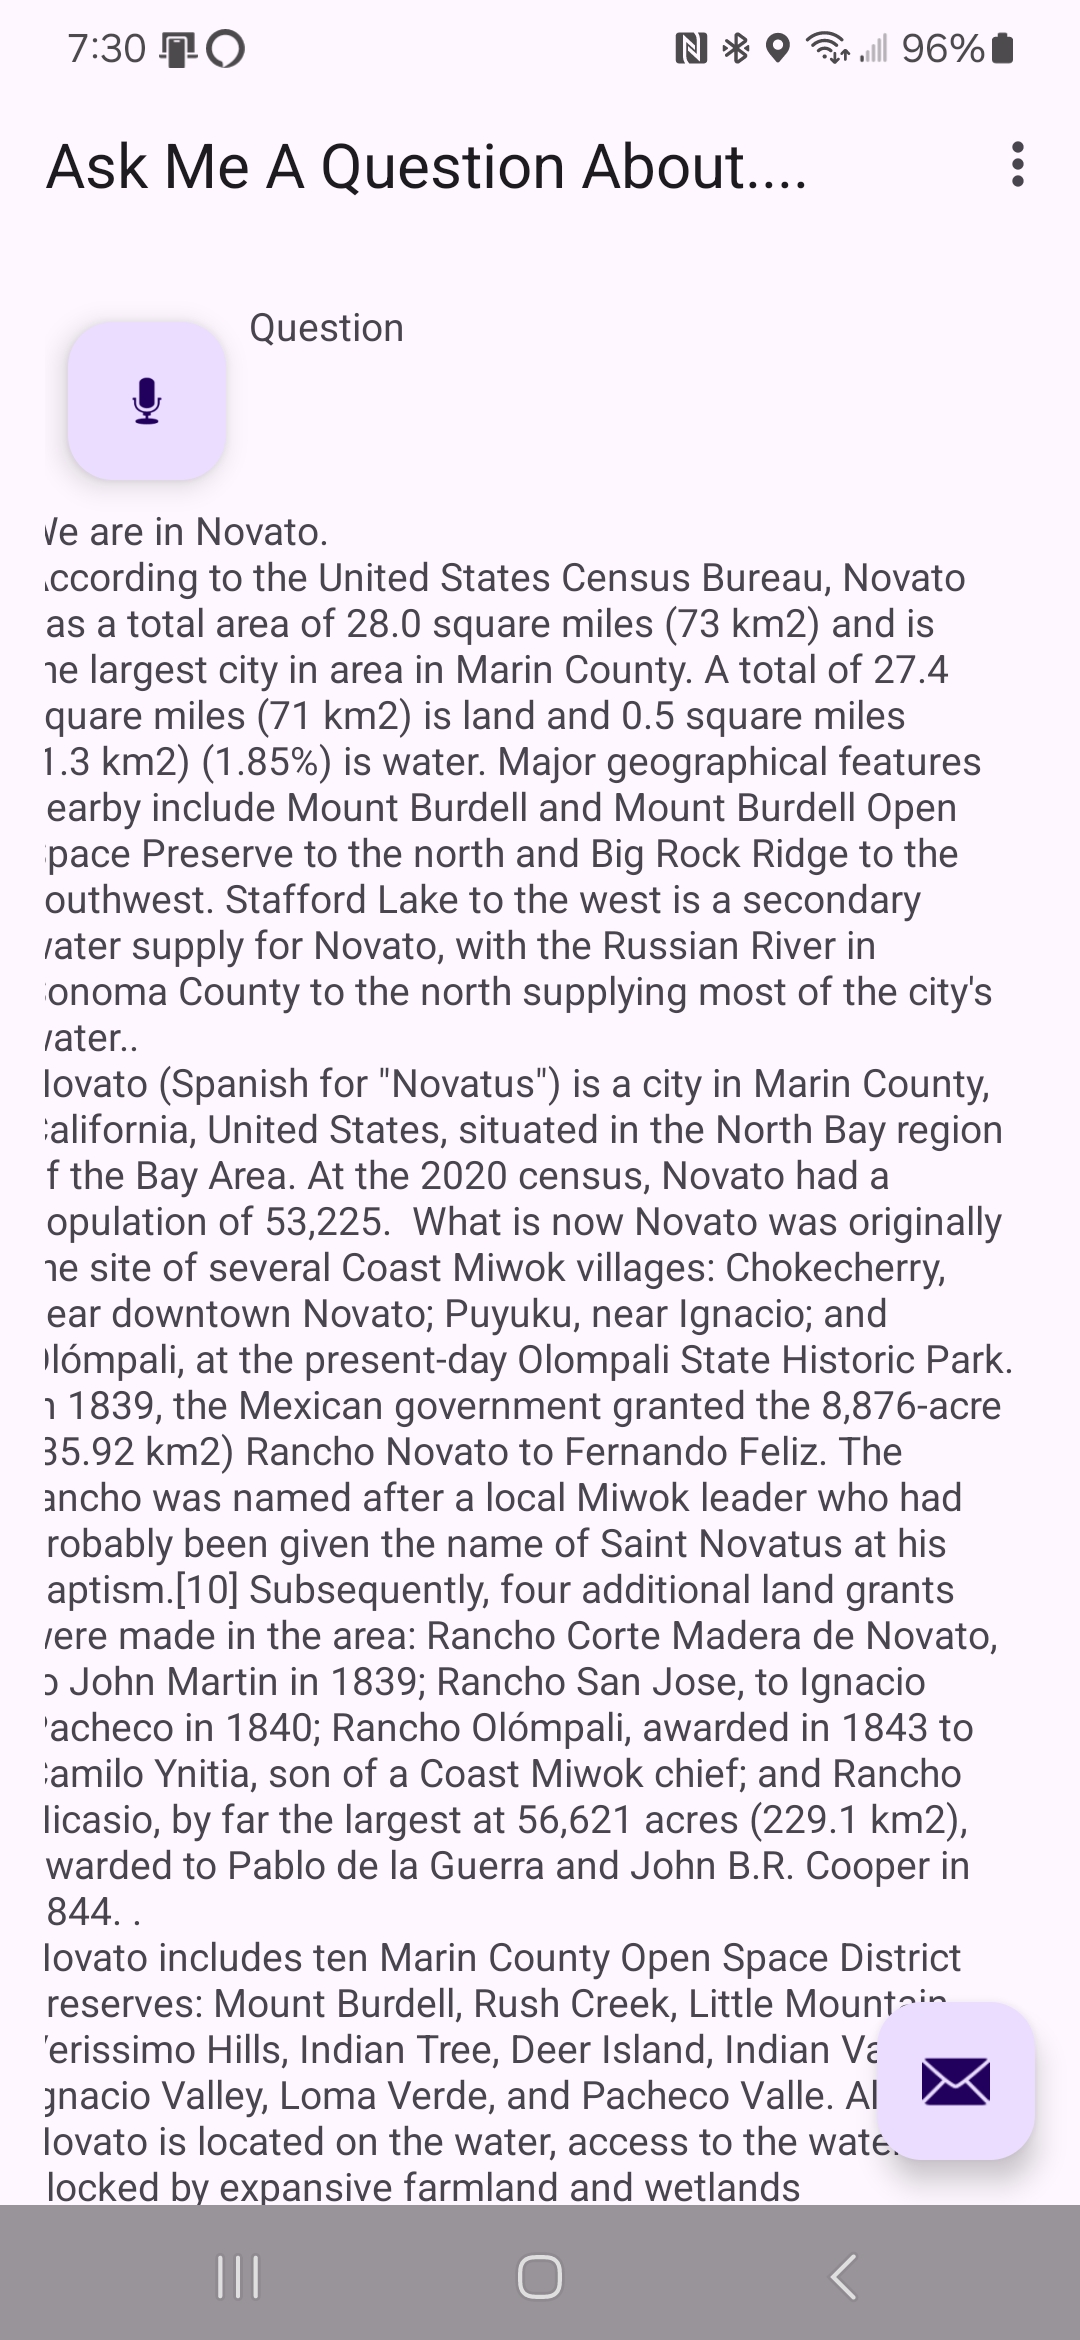 7:30 96%
Ask Me A Question About....
Question
We are in Novato.
ccording to the United States Census Bureau, Novato
as a total area of 28.0 square miles (73 km2) and is
he largest city in area in Marin County. A total of 27.4
quare miles (71 km2) is land and 0.5 square miles
1.3 km2) (1.85%) is water. Major geographical features
earby include Mount Burdell and Mount Burdell Open
pace Preserve to the north and Big Rock Ridge to the
outhwest. Stafford Lake to the west is a secondary
ater supply for Novato, with the Russian River in
onoma County to the north supplying most of the city's
ater..
ovato (Spanish for "Novatus") is a city in Marin County,
alifornia, United States, situated in the North Bay region
f the Bay Area. At the 2020 census, Novato had a
opulation of 53,225.  What is now Novato was originally
he site of several Coast Miwok villages: Chokecherry,
ear downtown Novato; Puyuku, near Ignacio; and
lómpali, at the present-day Olompali State Historic Park.
n 1839, the Mexican government granted the 8,876-acre
35.92 km2) Rancho Novato to Fernando Feliz. The
ancho was named after a local Miwok leader who had
robably been given the name of Saint Novatus at his
aptism.[10] Subsequently, four additional land grants
ere made in the area: Rancho Corte Madera de Novato,
o John Martin in 1839; Rancho San Jose, to Ignacio
acheco in 1840; Rancho Olómpali, awarded in 1843 to
amilo Ynitia, son of a Coast Miwok chief; and Rancho
icasio, by far the largest at 56,621 acres (229.1 km2),
warded to Pablo de la Guerra and John B.R. Cooper in
844. .
ovato includes ten Marin County Open Space District
reserves: Mount Burdell, Rush Creek, Little Mountain
erissimo Hills, Indian Tree, Deer Island, Indian Va
gnacio Valley, Loma Verde, and Pacheco Valle. Al
ovato is located on the water, access to the wate
locked by expansive farmland and wetlands